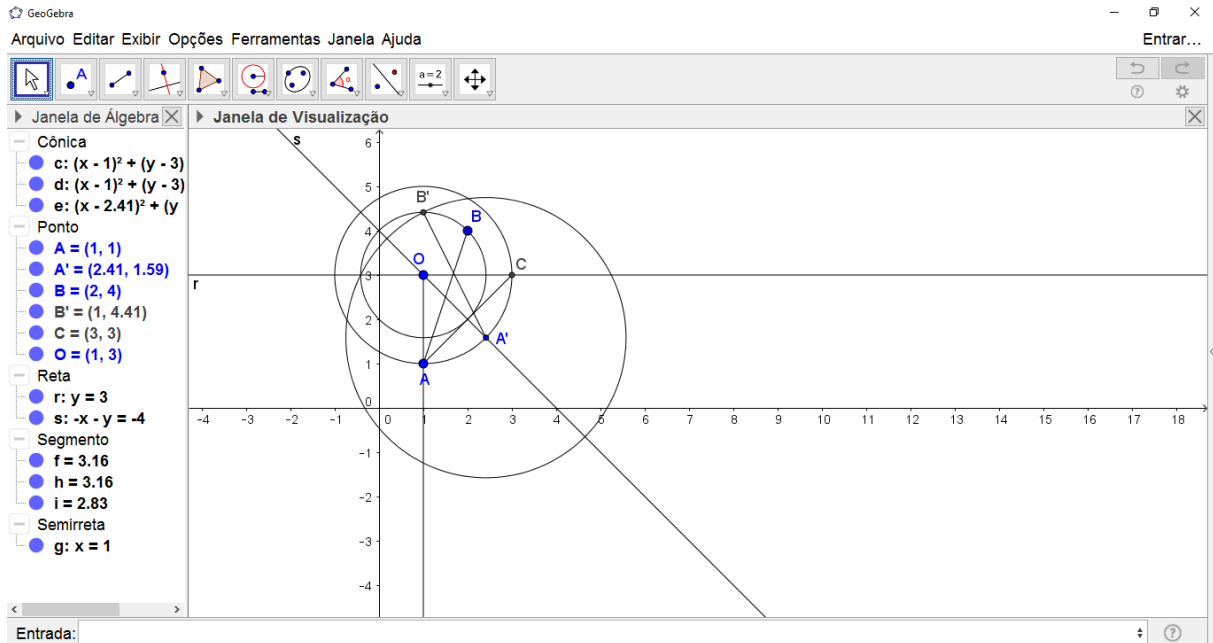 GeoGebra
Arquivo Editar Exibir Opções Ferramentas Janela Ajuda
Entrar...
A
α
a = 2
Janela de Álgebra
Janela de Visualização
Cônica
c: (x - 1)² + (y - 3)
d: (x - 1)² + (y - 3)
e: (x - 2.41)² + (y
Ponto
A = (1, 1)
A' = (2.41, 1.59)
B = (2, 4)
B' = (1, 4.41)
C = (3, 3)
O = (1, 3)
Reta
r: y = 3
s: -x - y = -4
Segmento
f = 3.16
h = 3.16
i = 2.83
Semirreta
g: x = 1
s
6
5
B'
B
4
O
C
3
r
2
A'
1
A
0
-4 -3 -2 -1 0 1 2 3 4 5 6 7 8 9 10 11 12 13 14 15 16 17 18
-1
-2
-3
-4
Entrada: